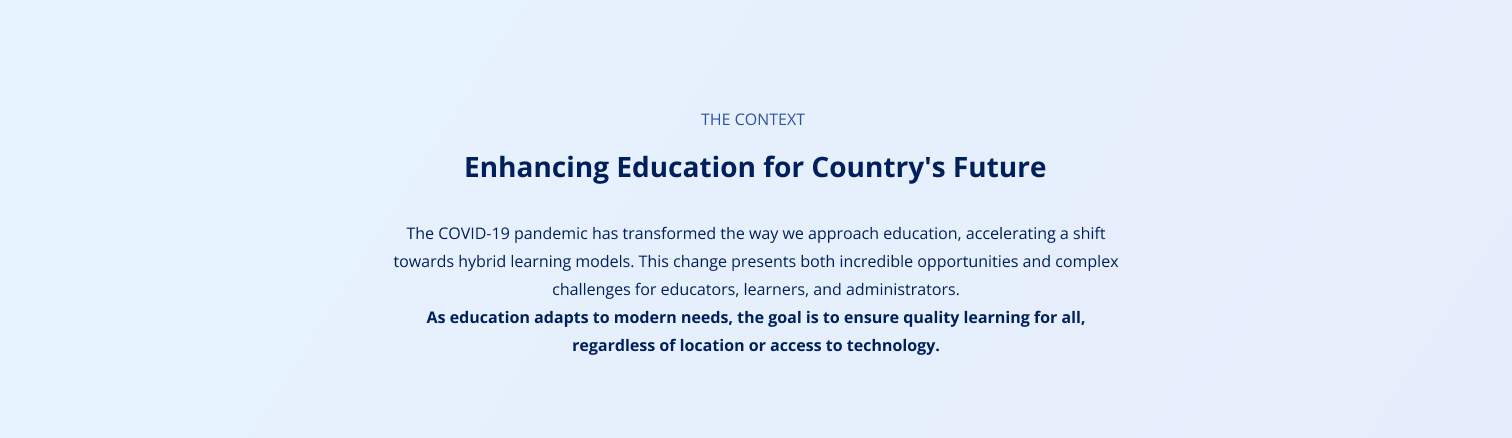 THE CONTEXT
Enhancing Education for Country's Future
The COVID-19 pandemic has transformed the way we approach education, accelerating a shift
towards hybrid learning models. This change presents both incredible opportunities and complex
challenges for educators, learners, and administrators.
As education adapts to modern needs, the goal is to ensure quality learning for all,
regardless of location or access to technology.